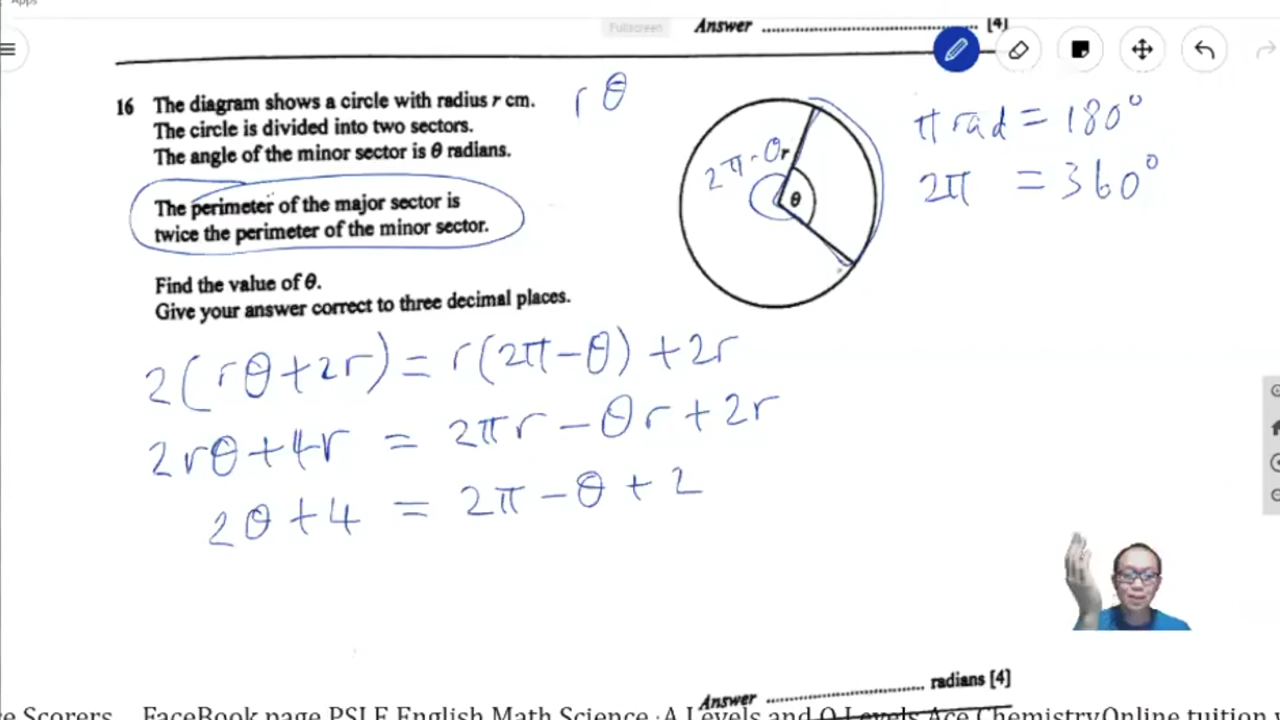 Apps
Fullscreen
Answer ........................................ [4]
16 The diagram shows a circle with radius r cm.
The circle is divided into two sectors.
The angle of the minor sector is θ radians.
rθ
The perimeter of the major sector is
twice the perimeter of the minor sector.
Find the value of θ.
Give your answer correct to three decimal places.
2π - θ
r
θ
π rad = 180°
2π = 360°
2(rθ + 2r) = r(2π - θ) + 2r
2rθ + 4r = 2πr - θr + 2r
2θ + 4 = 2π - θ + 2
Answer ........................................ radians [4]
Scorers FaceBook page PSLE English Math Science ;A Levels and O Levels Ace ChemistryOnline tuition